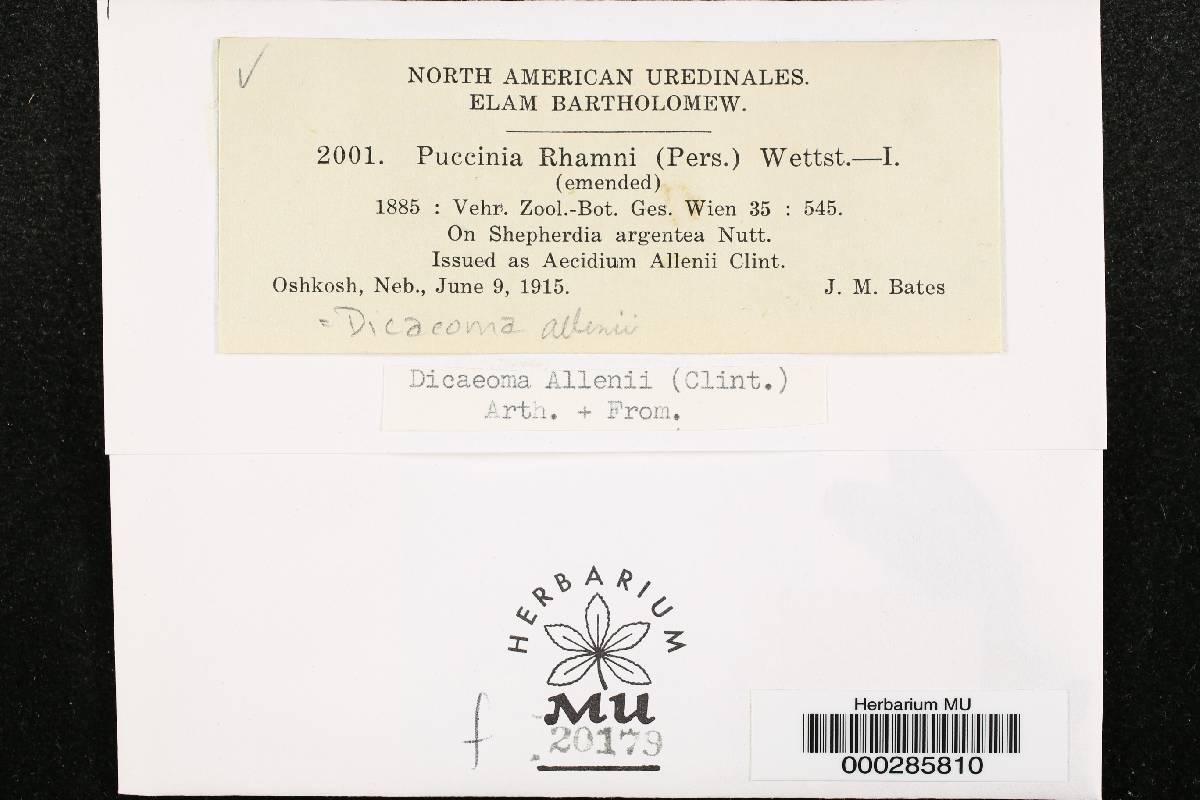 NORTH AMERICAN UREDINALES.
ELAM BARTHOLOMEW.
2001. Puccinia Rhamni (Pers.) Wettst.—I.
(emended)
1885 : Vehr. Zool.-Bot. Ges. Wien 35 : 545.
On Shepherdia argentea Nutt.
Issued as Aecidium Allenii Clint.
Oshkosh, Neb., June 9, 1915. J. M. Bates
= Dicaeoma allenii
Dicaeoma Allenii (Clint.)
Arth. + From.
HERBARIUM
MU
f 20179
Herbarium MU
000285810